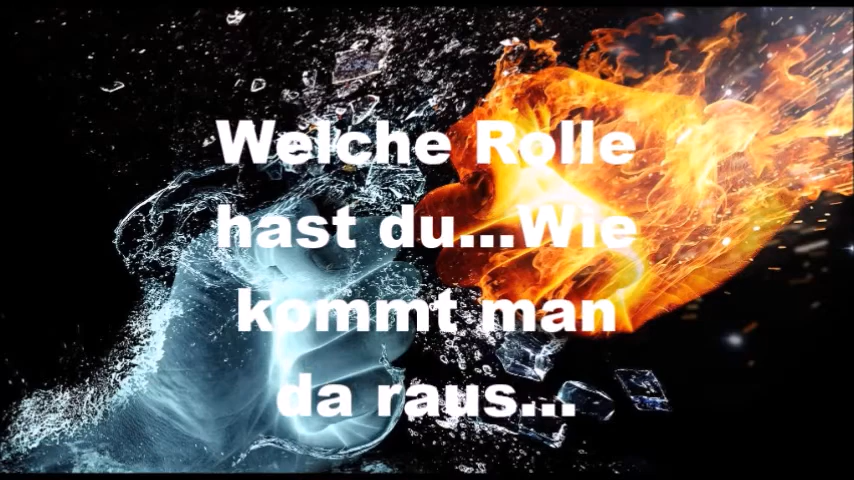 Welche Rolle
hast du...Wie
kommt man
da raus...